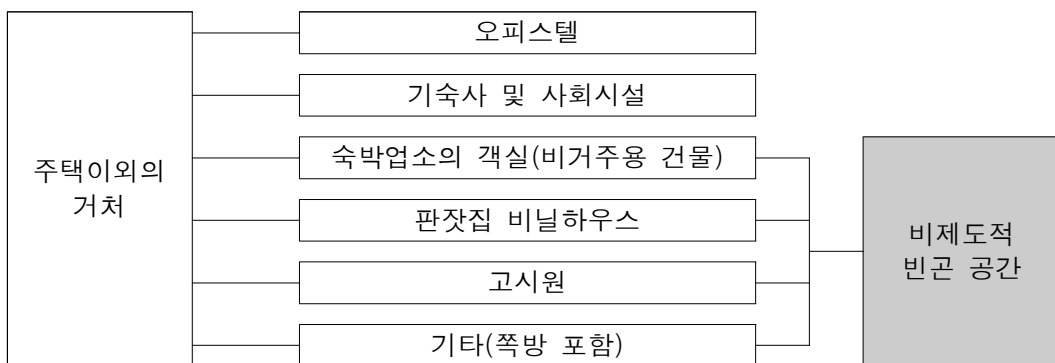 주택이외의
거처
오피스텔
기숙사 및 사회시설
숙박업소의 객실(비거주용 건물)
판잣집 비닐하우스
고시원
기타(쪽방 포함)
비제도적
빈곤 공간